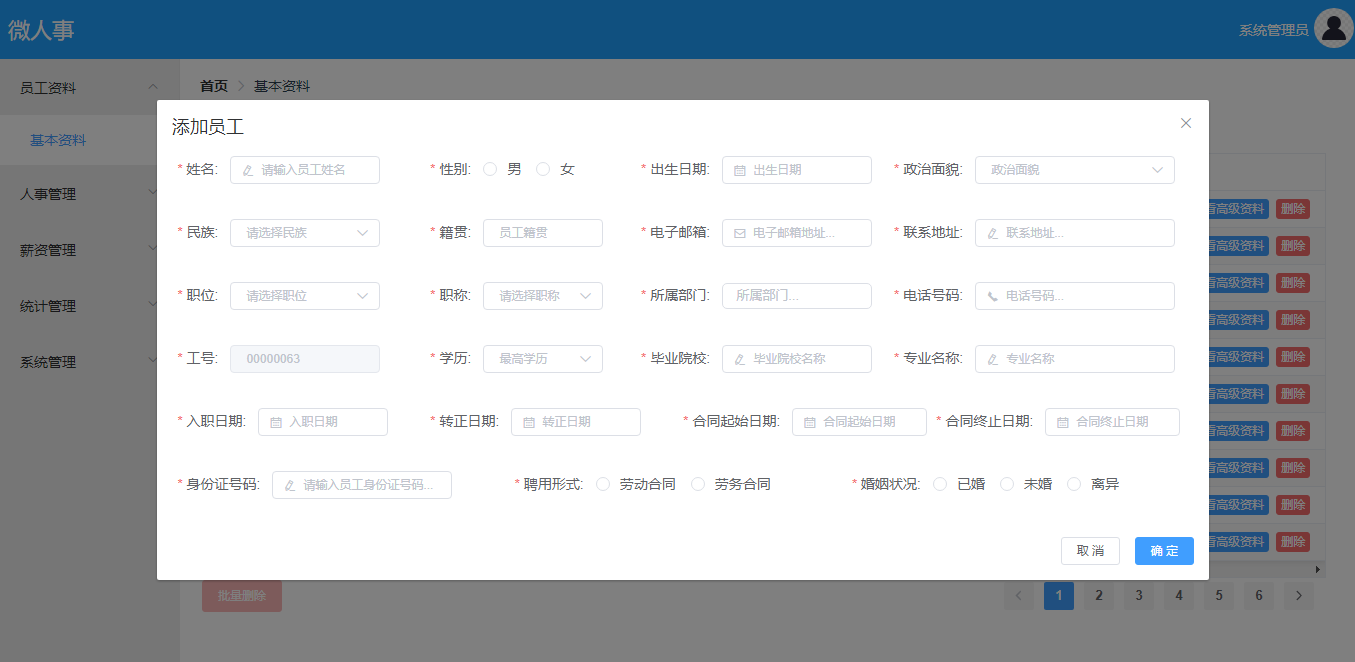 微人事
系统管理员
员工资料
首页 基本资料
基本资料
人事管理
薪资管理
统计管理
系统管理
添加员工
* 姓名: 请输入员工姓名 * 性别: 男 女 * 出生日期: 出生日期 * 政治面貌: 政治面貌
* 民族: 请选择民族 * 籍贯: 员工籍贯 * 电子邮箱: 电子邮箱地址... * 联系地址: 联系地址...
* 职位: 请选择职位 * 职称: 请选择职称 * 所属部门: 所属部门... * 电话号码: 电话号码...
* 工号: 00000063 * 学历: 最高学历 * 毕业院校: 毕业院校名称 * 专业名称: 专业名称
* 入职日期: 入职日期 * 转正日期: 转正日期 * 合同起始日期: 合同起始日期 * 合同终止日期: 合同终止日期
* 身份证号码: 请输入员工身份证号码... * 聘用形式: 劳动合同 劳务合同 * 婚姻状况: 已婚 未婚 离异
取 消 确 定
高级资料 删除
高级资料 删除
高级资料 删除
高级资料 删除
高级资料 删除
高级资料 删除
高级资料 删除
高级资料 删除
高级资料 删除
高级资料 删除
批量删除
1 2 3 4 5 6